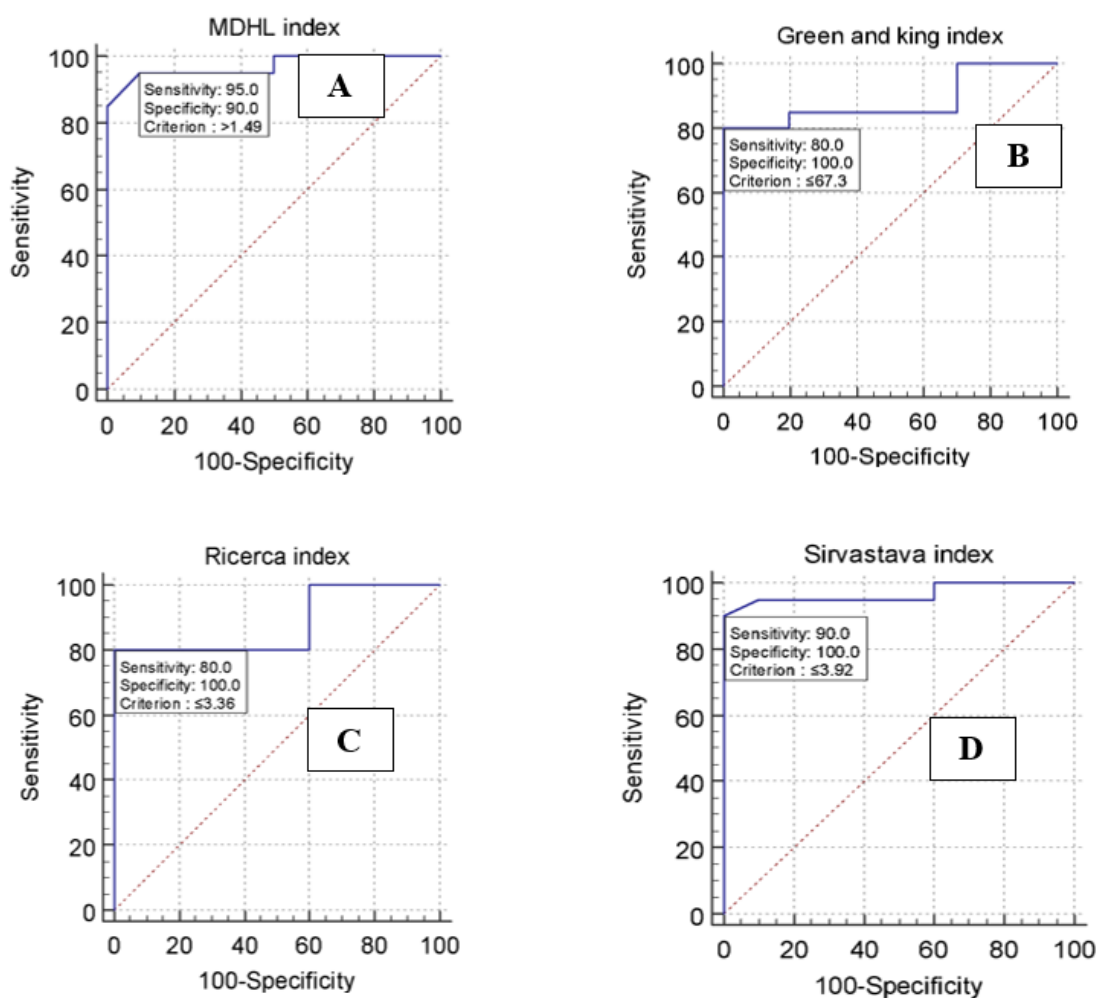 MDHL index
100
80
60
40
20
0
Sensitivity
Sensitivity: 95.0
Specificity: 90.0
Criterion : >1.49
A
0 20 40 60 80 100
100-Specificity
Green and king index
100
80
60
40
20
0
Sensitivity
Sensitivity: 80.0
Specificity: 100.0
Criterion : ≤67.3
B
0 20 40 60 80 100
100-Specificity
Ricerca index
100
80
60
40
20
0
Sensitivity
Sensitivity: 80.0
Specificity: 100.0
Criterion : ≤3.36
C
0 20 40 60 80 100
100-Specificity
Sirvastava index
100
80
60
40
20
0
Sensitivity
Sensitivity: 90.0
Specificity: 100.0
Criterion : ≤3.92
D
0 20 40 60 80 100
100-Specificity